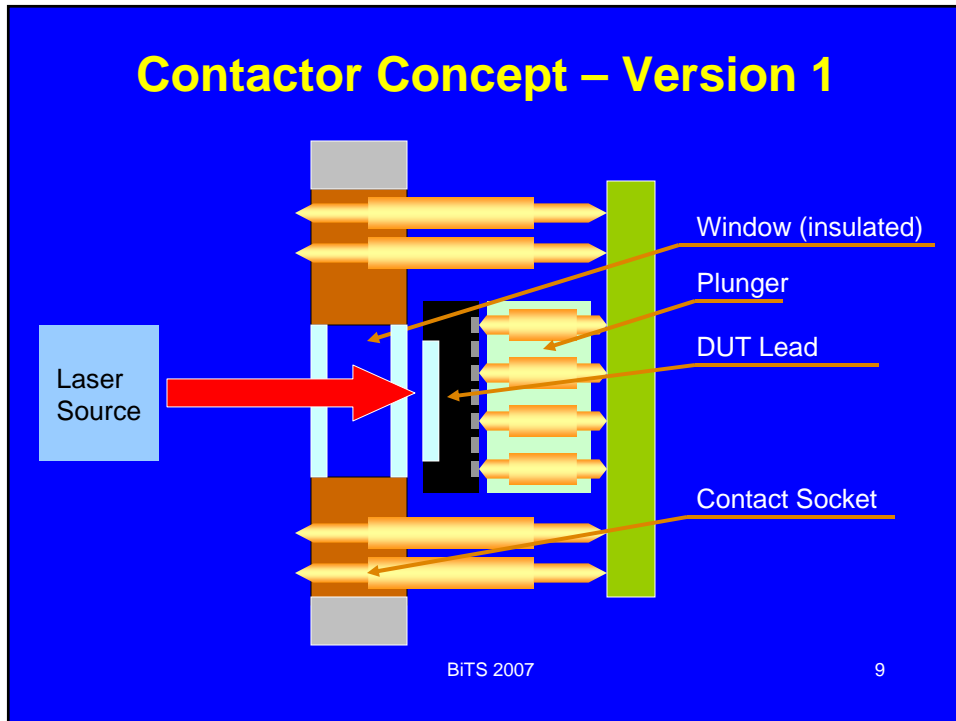 Contactor Concept – Version 1
Window (insulated)
Plunger
DUT Lead
Laser
Source
Contact Socket
BiTS 2007
9